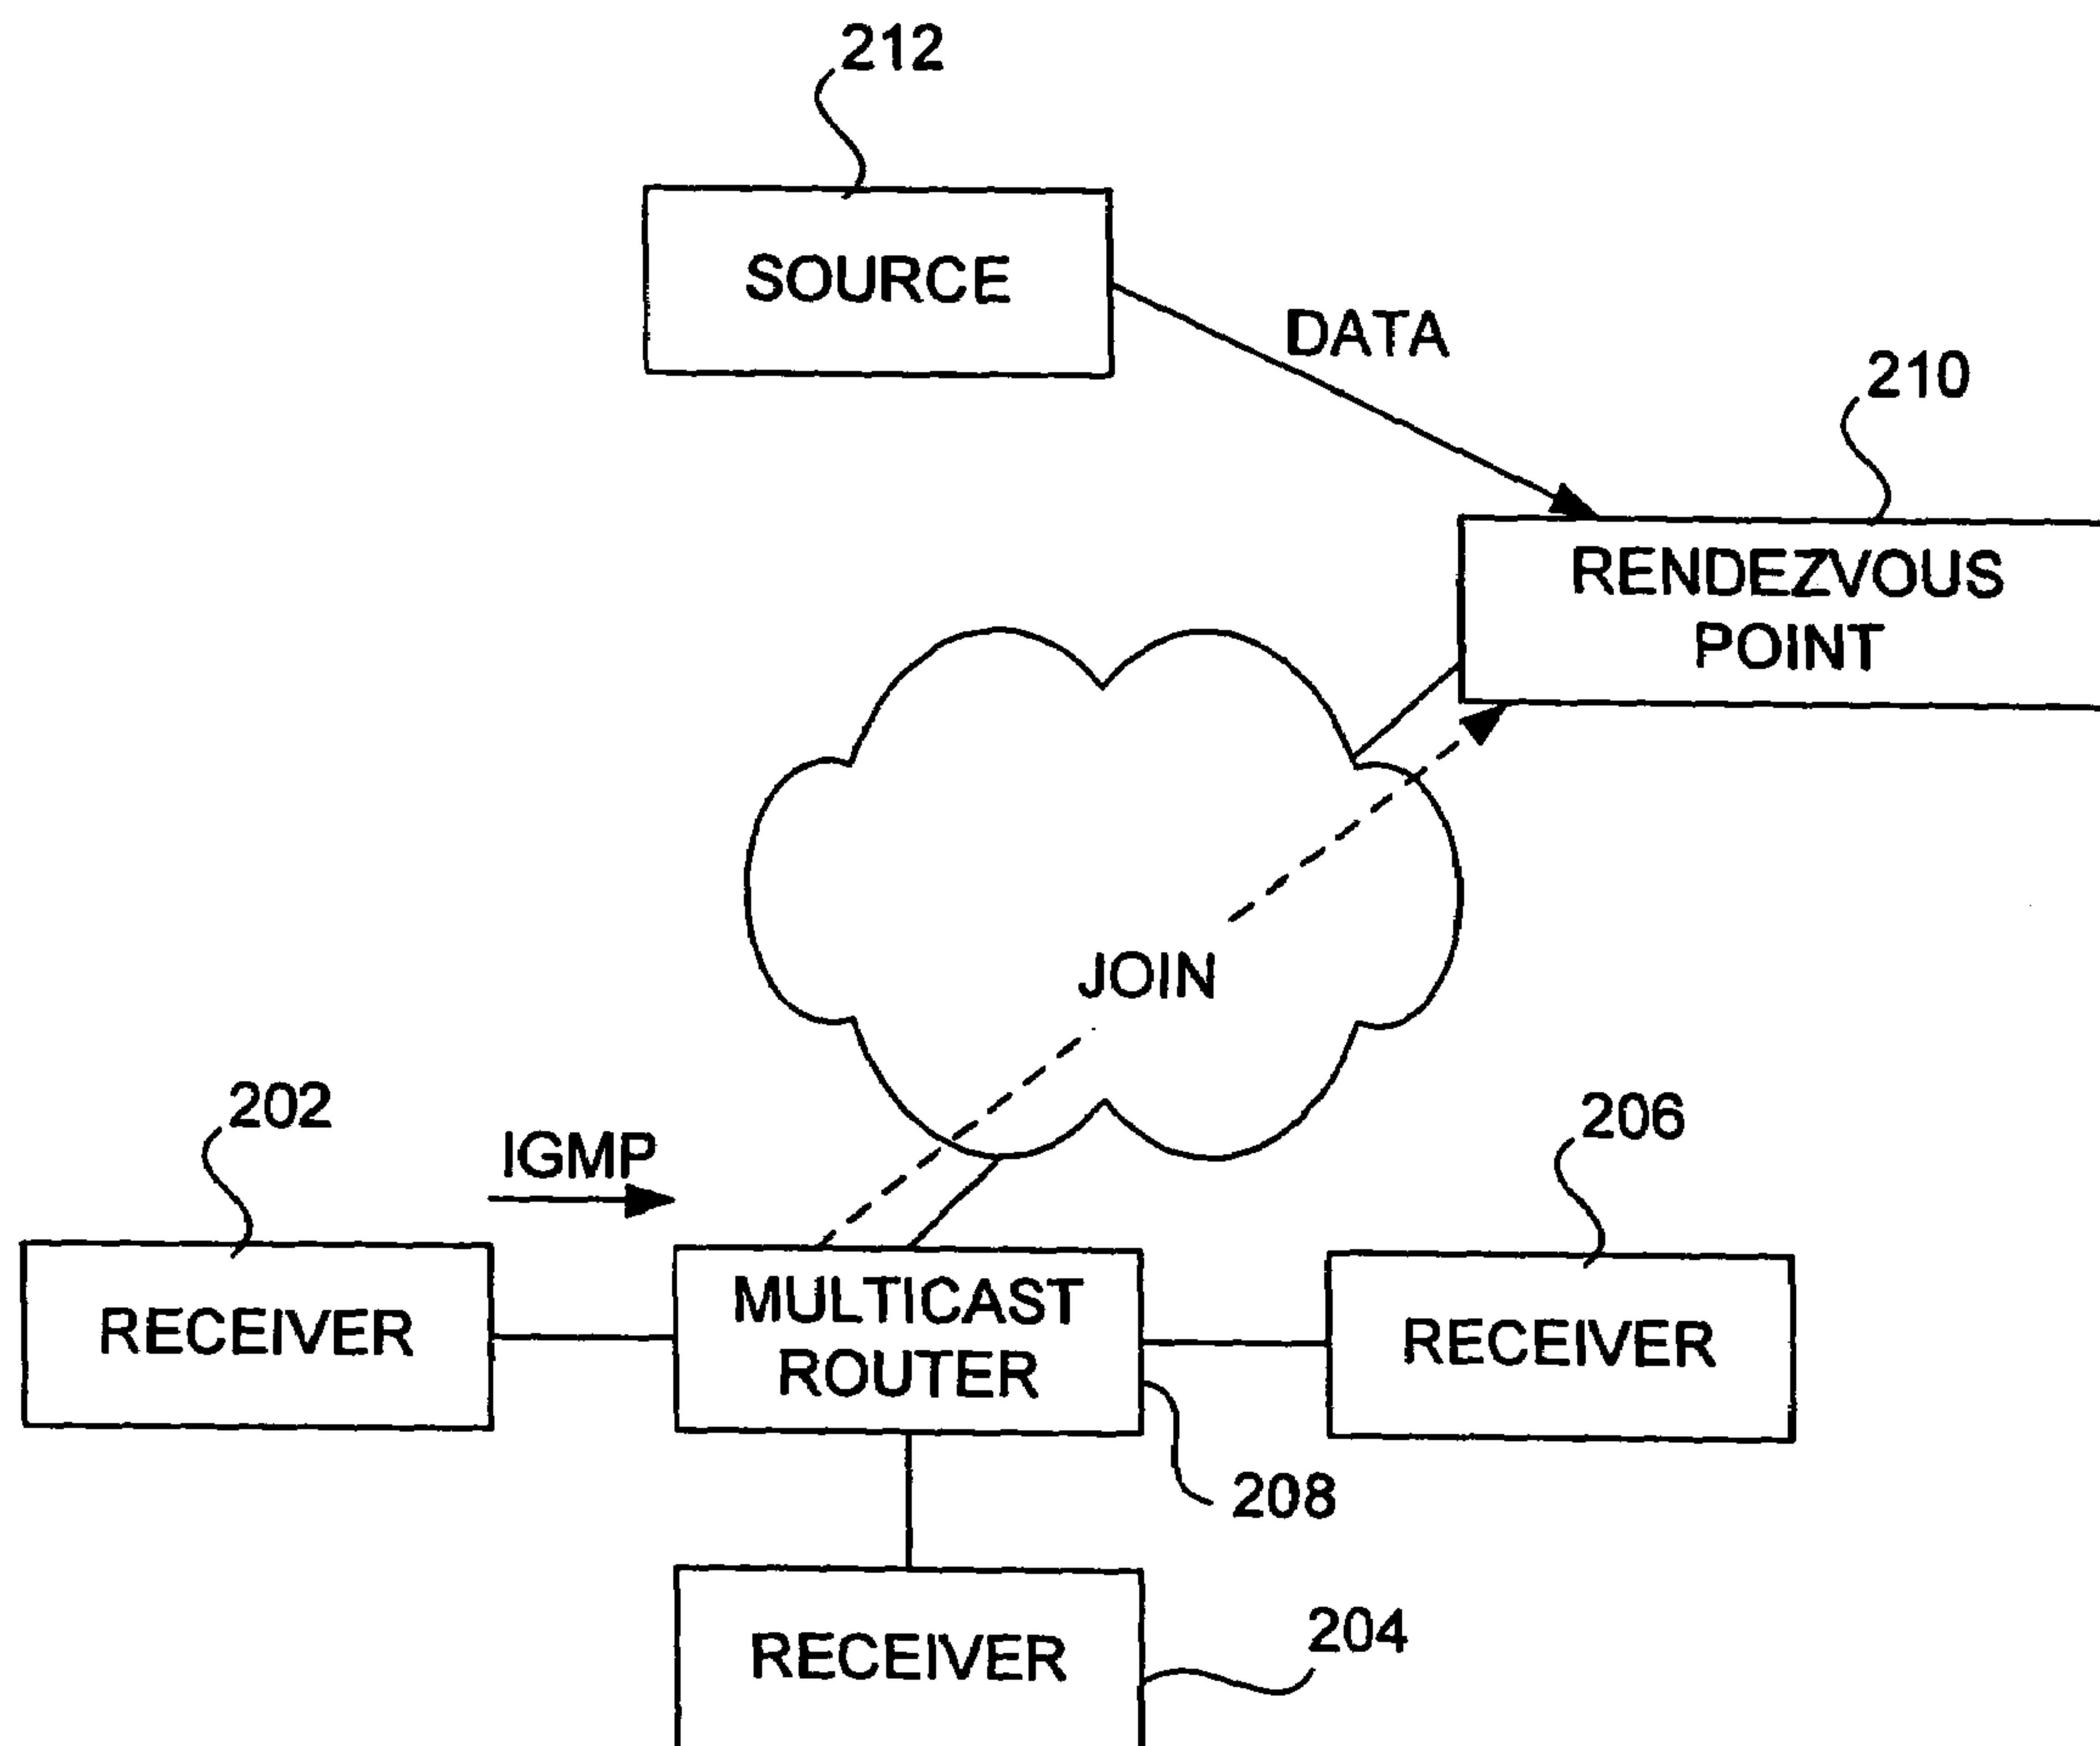 212
SOURCE
DATA
210
RENDEZVOUS
POINT
JOIN
202
IGMP
206
RECEIVER
MULTICAST
ROUTER
RECEIVER
208
RECEIVER
204